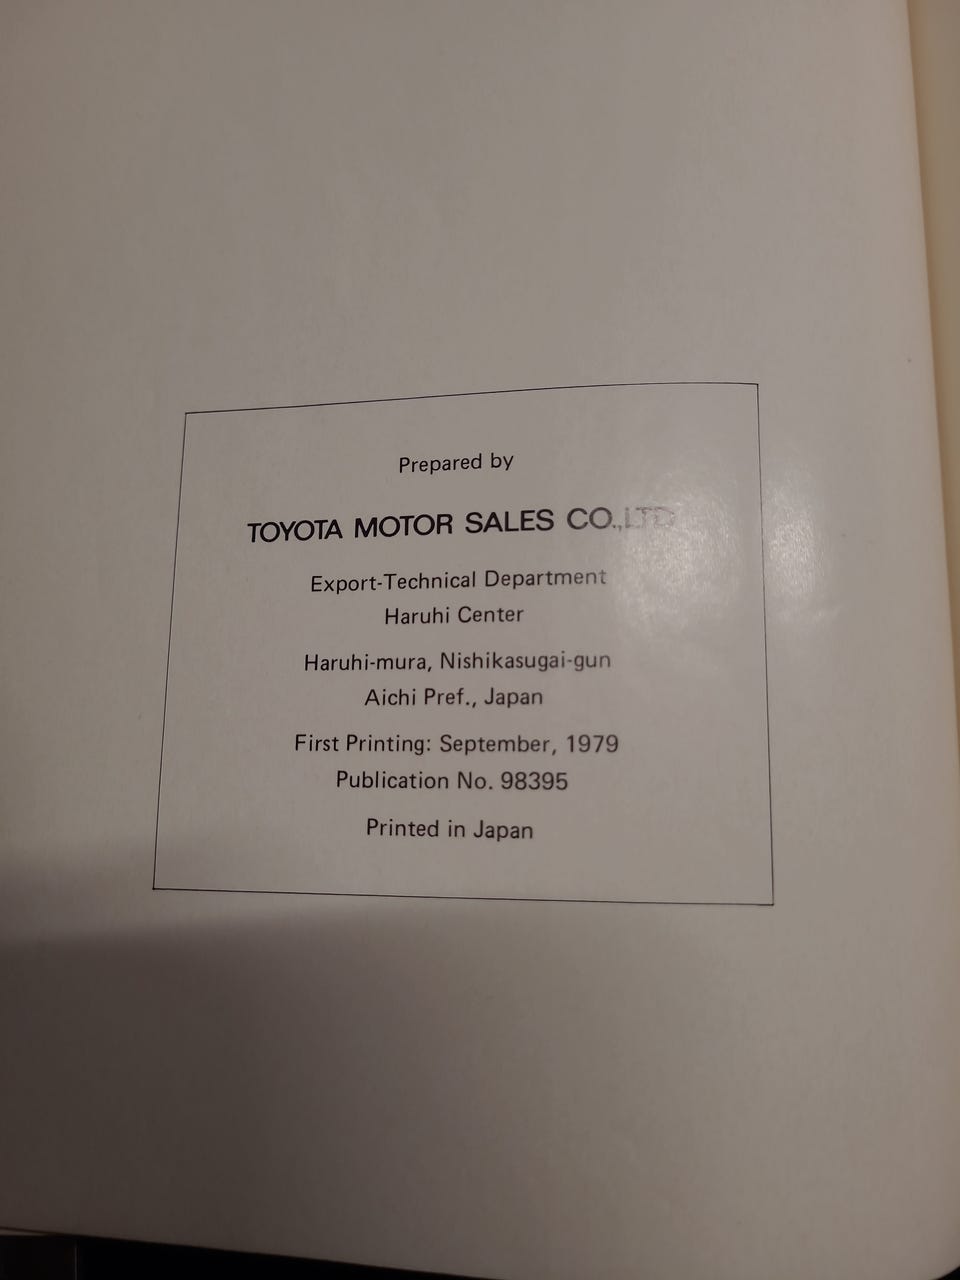 Prepared by
TOYOTA MOTOR SALES CO.,LTD
Export-Technical Department
Haruhi Center
Haruhi-mura, Nishikasugai-gun
Aichi Pref., Japan
First Printing: September, 1979
Publication No. 98395
Printed in Japan